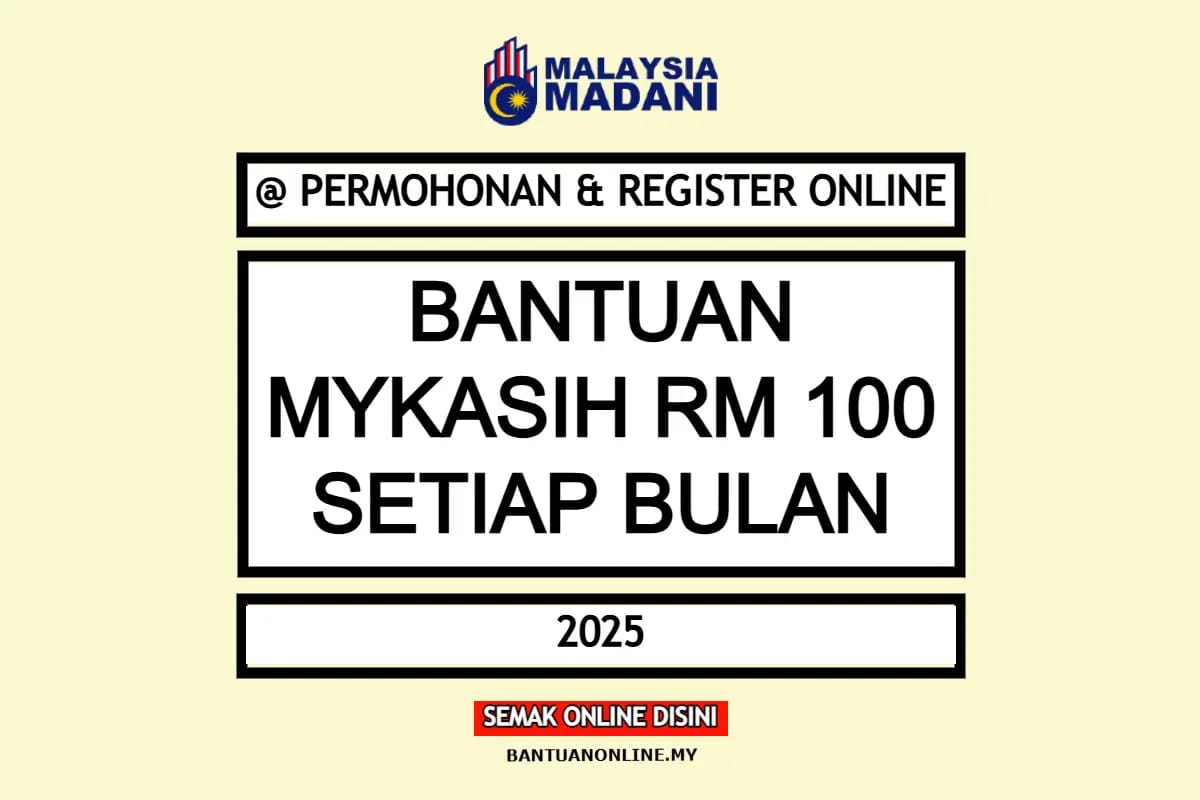 MALAYSIA
MADANI
@ PERMOHONAN & REGISTER ONLINE
BANTUAN
MYKASIH RM 100
SETIAP BULAN
2025
SEMAK ONLINE DISINI
BANTUANONLINE.MY